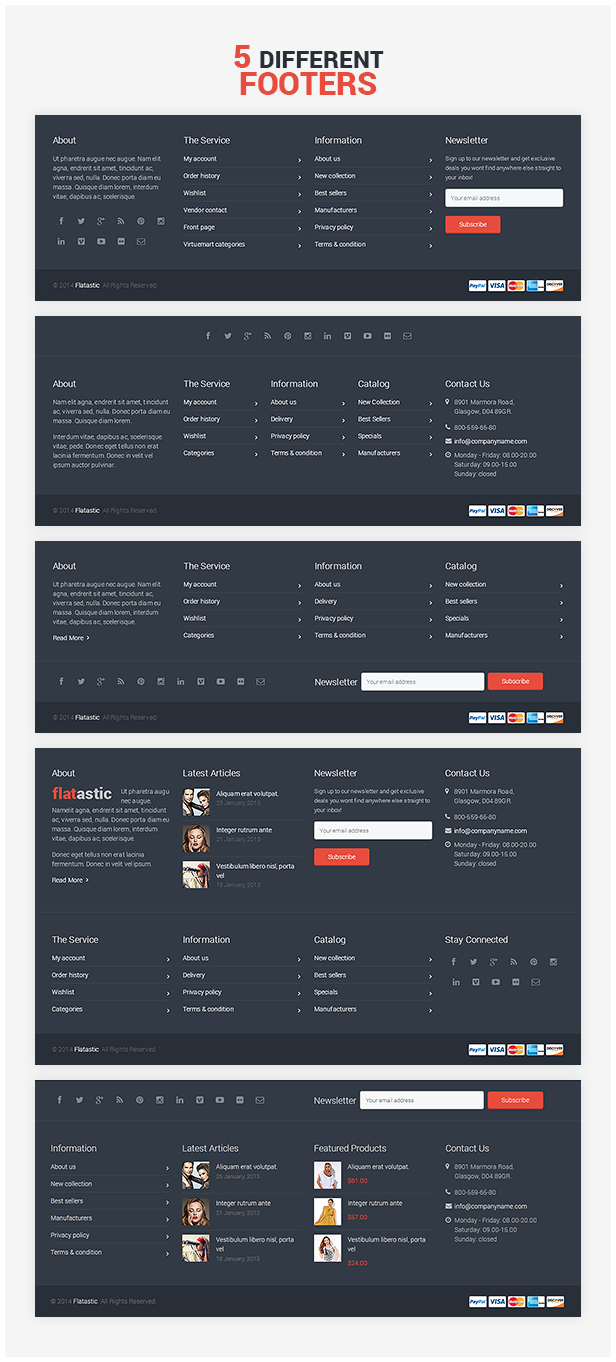 5 DIFFERENT
FOOTERS
About
Ut pharetra augue nec augue. Nam elit
agna, endrerit sit amet, tincidunt ac,
viverra sed, nulla. Donec porta diam eu
massa. Quisque diam lorem, interdum
vitae, dapibus ac, scelerisque.
The Service
My account
Order history
Wishlist
Vendor contact
Front page
Virtuemart categories
Information
About us
New collection
Best sellers
Manufacturers
Privacy policy
Terms & condition
Newsletter
Sign up to our newsletter and get exclusive
deals you wont find anywhere else straight to
your inbox!
Your email address
Subscribe
© 2014 Flatastic. All Rights Reserved.
PayPal VISA MasterCard DISCOVER
About
Nam elit agna, endrerit sit amet, tincidunt
ac, viverra sed, nulla. Donec porta diam eu
massa. Quisque diam lorem.
Interdum vitae, dapibus ac, scelerisque.
vitae, pede. Donec eget tellus non erat
lacinia fermentum. Donec in velit vel
ipsum auctor pulvinar.
The Service
My account
Order history
Wishlist
Categories
Information
About us
Delivery
Privacy policy
Terms & condition
Catalog
New Collection
Best Sellers
Specials
Manufacturers
Contact Us
8901 Marmora Road,
Glasgow, D04 89GR.
800-559-65-80
info@companyname.com
Monday - Friday: 08.00-20.00
Saturday: 09.00-15.00
Sunday: closed
© 2014 Flatastic. All Rights Reserved.
PayPal VISA MasterCard DISCOVER
About
Ut pharetra augue nec augue. Nam elit
agna, endrerit sit amet, tincidunt ac,
viverra sed, nulla. Donec porta diam eu
massa. Quisque diam lorem, interdum
vitae, dapibus ac, scelerisque.
Read More
The Service
My account
Order history
Wishlist
Categories
Information
About us
Delivery
Privacy policy
Terms & condition
Catalog
New collection
Best sellers
Specials
Manufacturers
Newsletter
Your email address
Subscribe
© 2014 Flatastic. All Rights Reserved.
PayPal VISA MasterCard DISCOVER
About
flatastic
Ut pharetra augu
nec augue.
Namelit agna, endrerit sit amet, tincidunt
ac, viverra sed, nulla. Donec porta diam eu
massa. Quisque diam lorem, interdum
vitae, dapibus ac, scelerisque.
Donec eget tellus non erat lacinia
fermentum. Donec in velit vel ipsum.
Read More
Latest Articles
Aliquam erat volutpat.
25 January, 2013
Integer rutrum ante
21 January, 2013
Vestibulum libero nisl, porta
vel
18 January, 2013
Newsletter
Sign up to our newsletter and get exclusive
deals you wont find anywhere else straight to
your inbox!
Your email address
Subscribe
Contact Us
8901 Marmora Road,
Glasgow, D04 89GR.
800-559-65-80
info@companyname.com
Monday - Friday: 08.00-20.00
Saturday: 09.00-15.00
Sunday: closed
The Service
My account
Order history
Wishlist
Categories
Information
About us
Delivery
Privacy policy
Terms & condition
Catalog
New collection
Best sellers
Specials
Manufacturers
Stay Connected
© 2014 Flatastic. All Rights Reserved.
PayPal VISA MasterCard DISCOVER
Newsletter
Your email address
Subscribe
Information
About us
New collection
Best sellers
Manufacturers
Privacy policy
Terms & condition
Latest Articles
Aliquam erat volutpat.
25 January, 2013
Integer rutrum ante
21 January, 2013
Vestibulum libero nisl, porta
vel
18 January, 2013
Featured Products
Aliquam erat volutpat.
$61.00
Integer rutrum ante
$57.00
Vestibulum libero nisl, porta
vel
$24.00
Contact Us
8901 Marmora Road,
Glasgow, D04 89GR.
800-559-65-80
info@companyname.com
Monday - Friday: 08.00-20.00
Saturday: 09.00-15.00
Sunday: closed
© 2014 Flatastic. All Rights Reserved.
PayPal VISA MasterCard DISCOVER